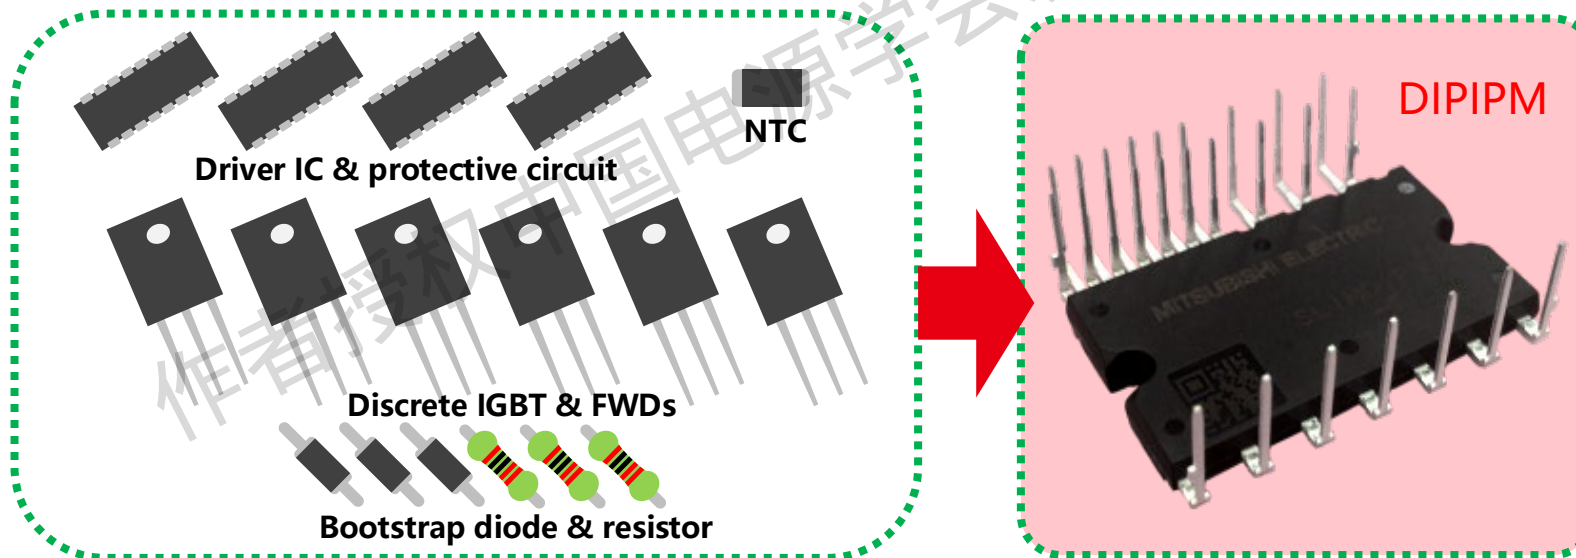 DIPIPM
NTC
Driver IC & protective circuit
MITSUBISHI ELECTRIC
Discrete IGBT & FWDs
Bootstrap diode & resistor
作者授权中国电源学会